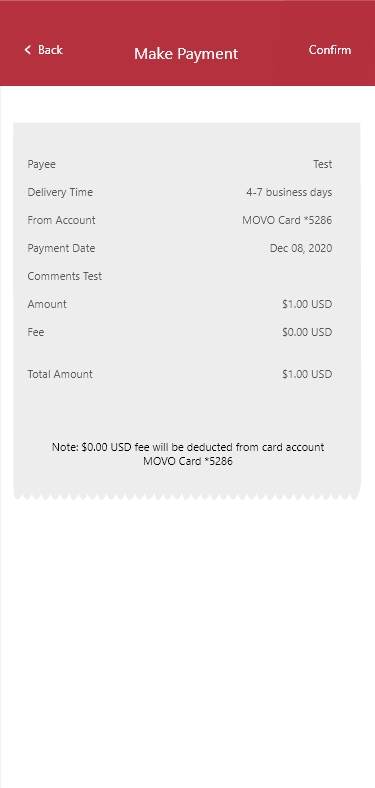 Back Make Payment Confirm
Payee Test
Delivery Time 4-7 business days
From Account MOVO Card *5286
Payment Date Dec 08, 2020
Comments Test
Amount $1.00 USD
Fee $0.00 USD
Total Amount $1.00 USD
Note: $0.00 USD fee will be deducted from card account
MOVO Card *5286